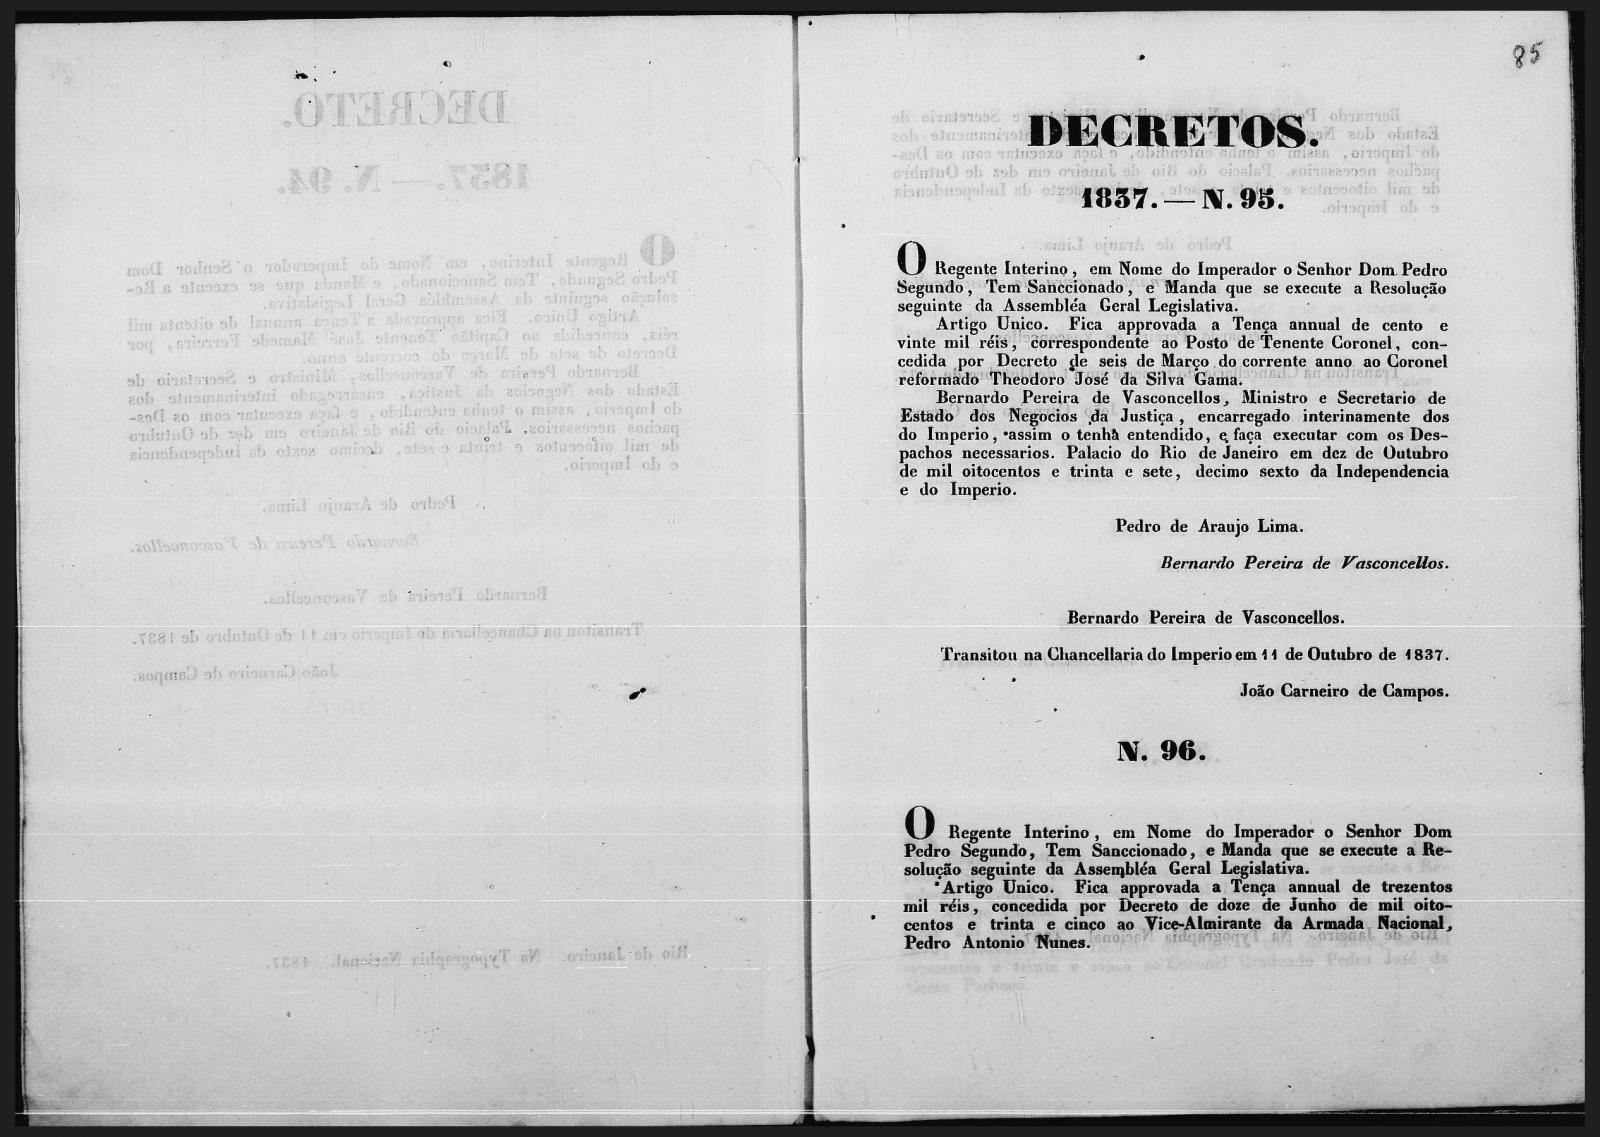 85
DECRETOS.
1837. — N. 95.
O Regente Interino, em Nome do Imperador o Senhor Dom Pedro
Segundo, Tem Sanccionado, e Manda que se execute a Resolução
seguinte da Assembléa Geral Legislativa.
Artigo Unico. Fica approvada a Tença annual de cento e
vinte mil réis, correspondente ao Posto de Tenente Coronel, con-
cedida por Decreto de seis de Março do corrente anno ao Coronel
reformado Theodoro José da Silva Gama.
Bernardo Pereira de Vasconcellos, Ministro e Secretario de
Estado dos Negocios da Justiça, encarregado interinamente dos
do Imperio, assim o tenha entendido, e faça executar com os Des-
pachos necessarios. Palacio do Rio de Janeiro em dez de Outubro
de mil oitocentos e trinta e sete, decimo sexto da Independencia
e do Imperio.
Pedro de Araujo Lima.
Bernardo Pereira de Vasconcellos.
Bernardo Pereira de Vasconcellos.
Transitou na Chancellaria do Imperio em 11 de Outubro de 1837.
João Carneiro de Campos.
N. 96.
O Regente Interino, em Nome do Imperador o Senhor Dom
Pedro Segundo, Tem Sanccionado, e Manda que se execute a Re-
solução seguinte da Assembléa Geral Legislativa.
Artigo Unico. Fica approvada a Tença annual de trezentos
mil réis, concedida por Decreto de doze de Junho de mil oito-
centos e trinta e cinco ao Vice-Almirante da Armada Nacional,
Pedro Antonio Nunes.